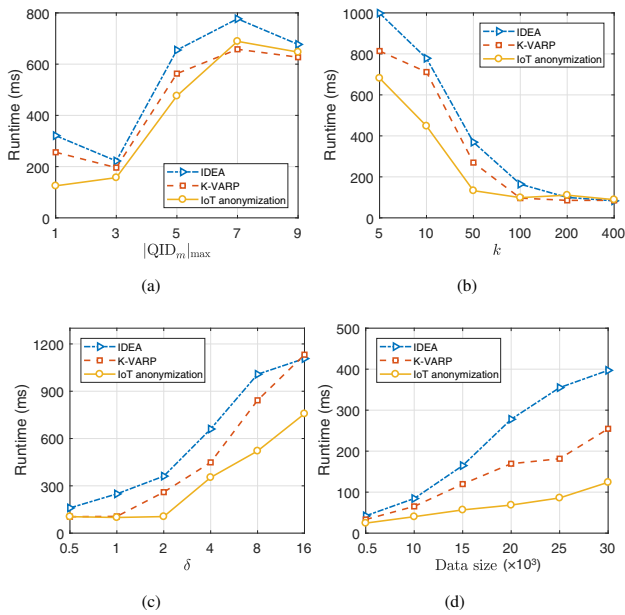 800
600
400
200
0
Runtime (ms)
IDEA
K-VARP
IoT anonymization
1 3 5 7 9
|QIDₘ|max
(a)
1000
800
600
400
200
0
Runtime (ms)
IDEA
K-VARP
IoT anonymization
5 10 50 100 200 400
k
(b)
1200
900
600
300
0
Runtime (ms)
IDEA
K-VARP
IoT anonymization
0.5 1 2 4 8 16
δ
(c)
500
400
300
200
100
0
Runtime (ms)
IDEA
K-VARP
IoT anonymization
0.5 10 15 20 25 30
Data size (×10³)
(d)